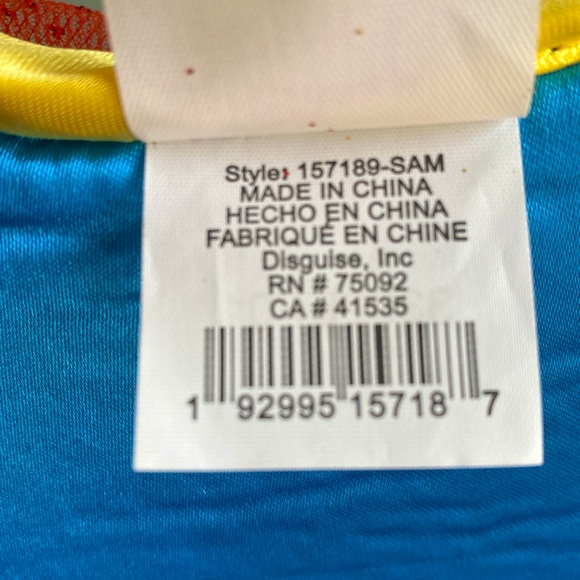 Style: 157189-SAM
MADE IN CHINA
HECHO EN CHINA
FABRIQUÉ EN CHINE
Disguise, Inc
RN # 75092
CA # 41535
1 92995 15718 7